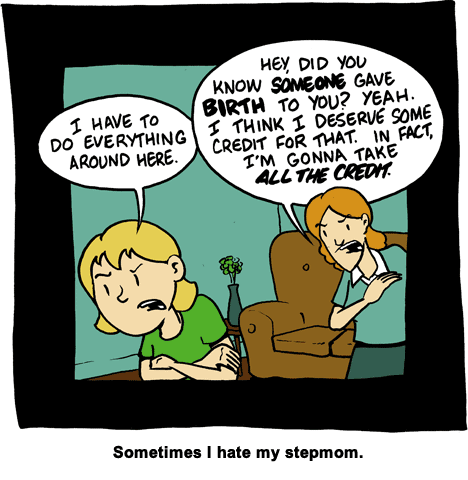 I HAVE TO
DO EVERYTHING
AROUND HERE.
HEY, DID YOU
KNOW SOMEONE GAVE
BIRTH TO YOU? YEAH.
I THINK I DESERVE SOME
CREDIT FOR THAT. IN FACT,
I'M GONNA TAKE
ALL THE CREDIT.
Sometimes I hate my stepmom.